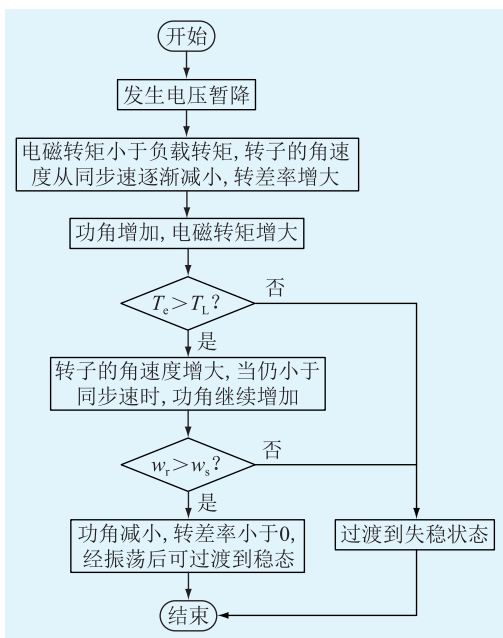 开始
发生电压暂降
电磁转矩小于负载转矩,转子的角速
度从同步速逐渐减小,转差率增大
功角增加,电磁转矩增大
Te>TL?
否
是
转子的角速度增大,当仍小于
同步速时,功角继续增加
wr>ws?
否
是
功角减小,转差率小于0,
经振荡后可过渡到稳态
过渡到失稳状态
结束